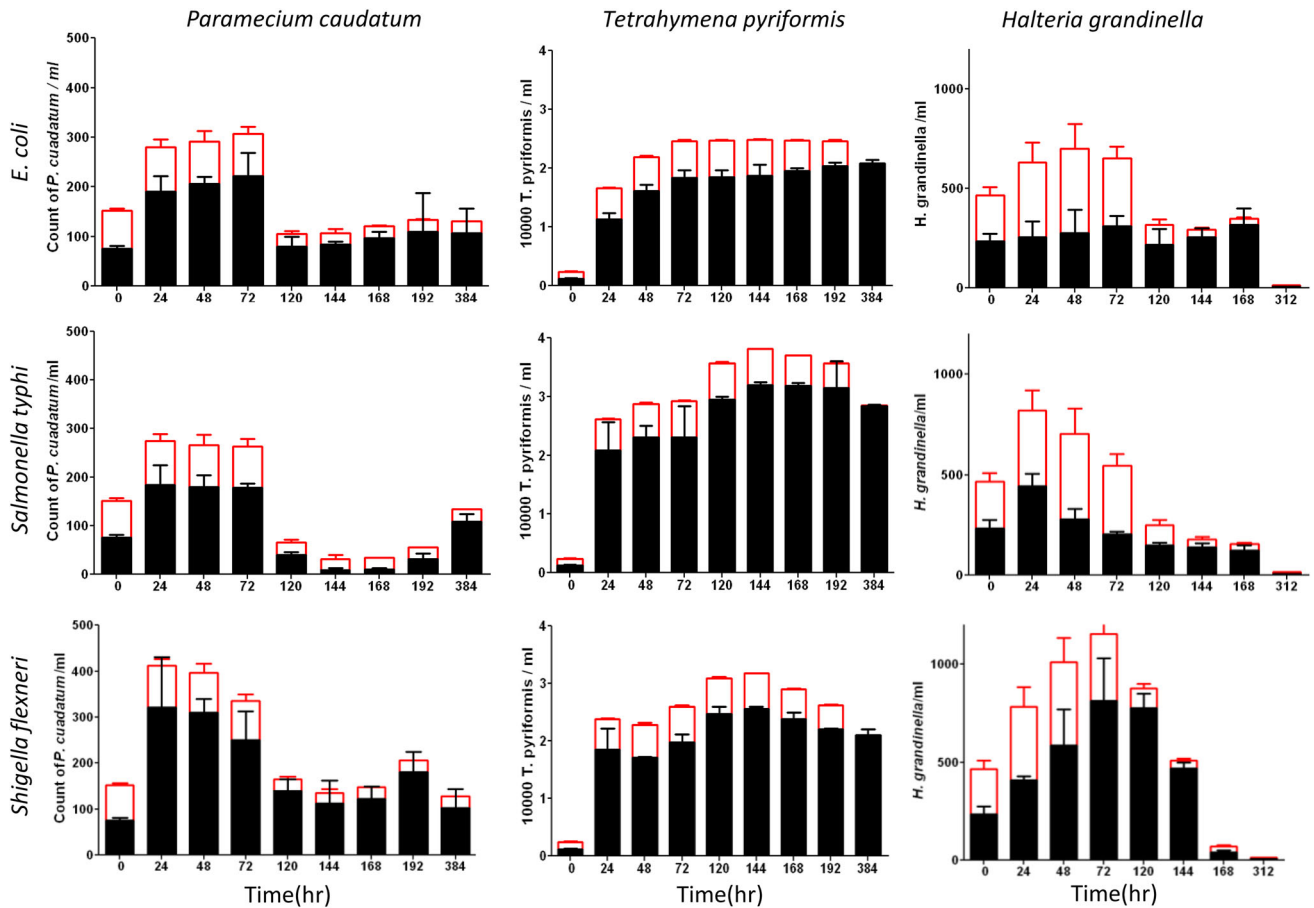 Paramecium caudatum Tetrahymena pyriformis Halteria grandinella
E. coli
Count of P. cuadatum / ml
500
400
300
200
100
0
0 24 48 72 120 144 168 192 384
10000 T. pyriformis / ml
4
3
2
1
0
0 24 48 72 120 144 168 192 384
H. grandinella /ml
1000
500
0
0 24 48 72 120 144 168 312
Salmonella typhi
Count of P. cuadatum /ml
500
400
300
200
100
0
0 24 48 72 120 144 168 192 384
10000 T. pyriformis / ml
4
3
2
1
0
0 24 48 72 120 144 168 192 384
H. grandinella/ml
1000
500
0
0 24 48 72 120 144 168 312
Shigella flexneri
Count of P. cuadatum /ml
500
400
300
200
100
0
0 24 48 72 120 144 168 192 384
10000 T. pyriformis / ml
4
3
2
1
0
0 24 48 72 120 144 168 192 384
H. grandinella/ml
1000
500
0
0 24 48 72 120 144 168 312
Time(hr) Time(hr) Time(hr)